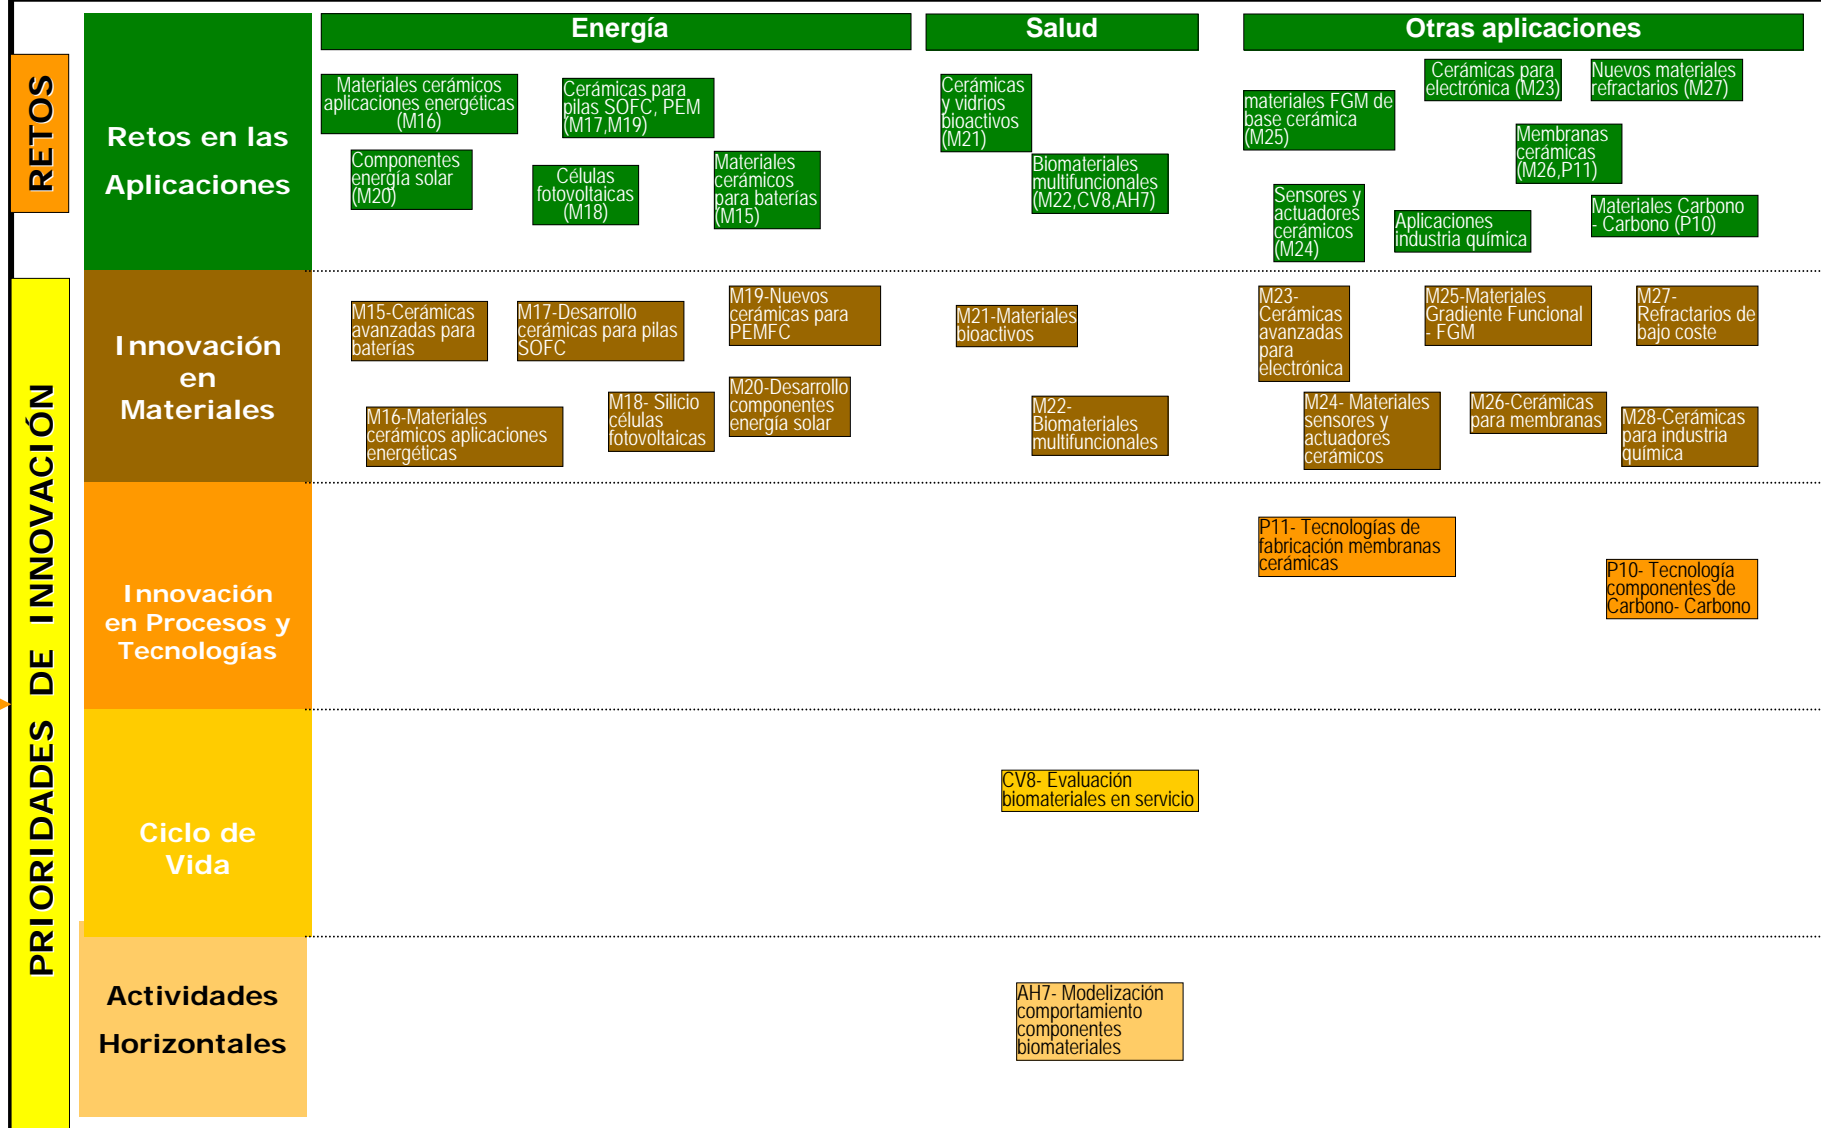 Energía
Salud
Otras aplicaciones
RETOS
Retos en las
Aplicaciones
Materiales cerámicos
aplicaciones energéticas
(M16)
Cerámicas para
pilas SOFC, PEM
(M17,M19)
Componentes
energía solar
(M20)
Células
fotovoltaicas
(M18)
Materiales
cerámicos
para baterías
(M15)
Cerámicas
y vidrios
bioactivos
(M21)
Biomateriales
multifuncionales
(M22,CV8,AH7)
materiales FGM de
base cerámica
(M25)
Cerámicas para
electrónica (M23)
Nuevos materiales
refractarios (M27)
Membranas
cerámicas
(M26,P11)
Sensores y
actuadores
cerámicos
(M24)
Aplicaciones
industria química
Materiales Carbono
- Carbono (P10)
PRIORIDADES DE INNOVACIÓN
Innovación
en
Materiales
M15-Cerámicas
avanzadas para
baterías
M17-Desarrollo
cerámicas para pilas
SOFC
M19-Nuevos
cerámicas para
PEMFC
M16-Materiales
cerámicos aplicaciones
energéticas
M18- Silicio
células
fotovoltaicas
M20-Desarrollo
componentes
energía solar
M21-Materiales
bioactivos
M22-
Biomateriales
multifuncionales
M23-
Cerámicas
avanzadas
para
electrónica
M25-Materiales
Gradiente Funcional
- FGM
M27-
Refractarios de
bajo coste
M24- Materiales
sensores y
actuadores
cerámicos
M26-Cerámicas
para membranas
M28-Cerámicas
para industria
química
Innovación
en Procesos y
Tecnologías
P11- Tecnologías de
fabricación membranas
cerámicas
P10- Tecnología
componentes de
Carbono- Carbono
Ciclo de
Vida
CV8- Evaluación
biomateriales en servicio
Actividades
Horizontales
AH7- Modelización
comportamiento
componentes
biomateriales